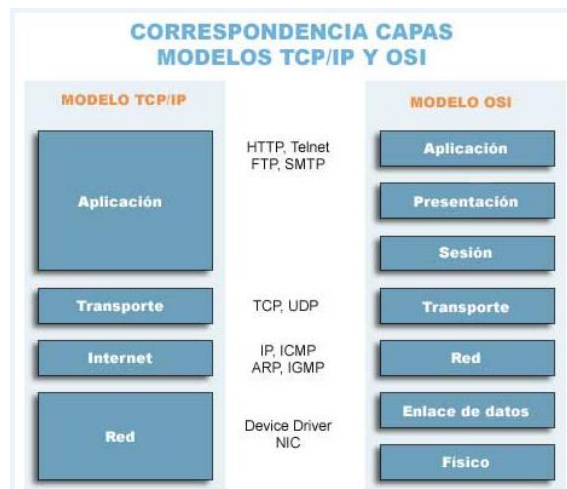 CORRESPONDENCIA CAPAS
MODELOS TCP/IP Y OSI
MODELO TCP/IP
Aplicación
Transporte
Internet
Red
HTTP, Telnet
FTP, SMTP
TCP, UDP
IP, ICMP
ARP, IGMP
Device Driver
NIC
MODELO OSI
Aplicación
Presentación
Sesión
Transporte
Red
Enlace de datos
Físico